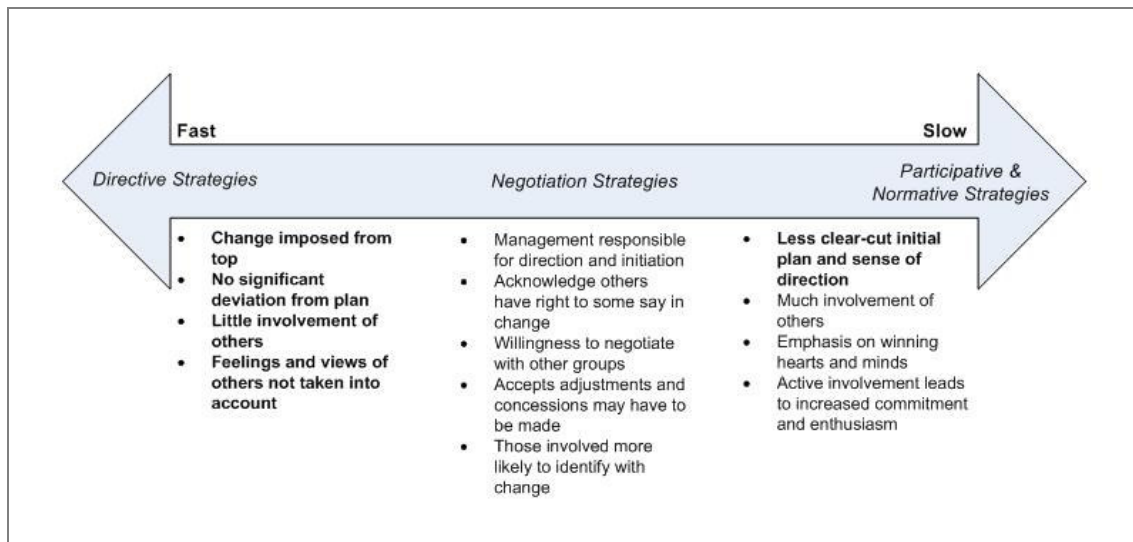 Fast
Slow
Directive Strategies
Negotiation Strategies
Participative &
Normative Strategies
• Change imposed from
top
• No significant
deviation from plan
• Little involvement of
others
• Feelings and views of
others not taken into
account
• Management responsible
for direction and initiation
• Acknowledge others
have right to some say in
change
• Willingness to negotiate
with other groups
• Accepts adjustments and
concessions may have to
be made
• Those involved more
likely to identify with
change
• Less clear-cut initial
plan and sense of
direction
• Much involvement of
others
• Emphasis on winning
hearts and minds
• Active involvement leads
to increased commitment
and enthusiasm